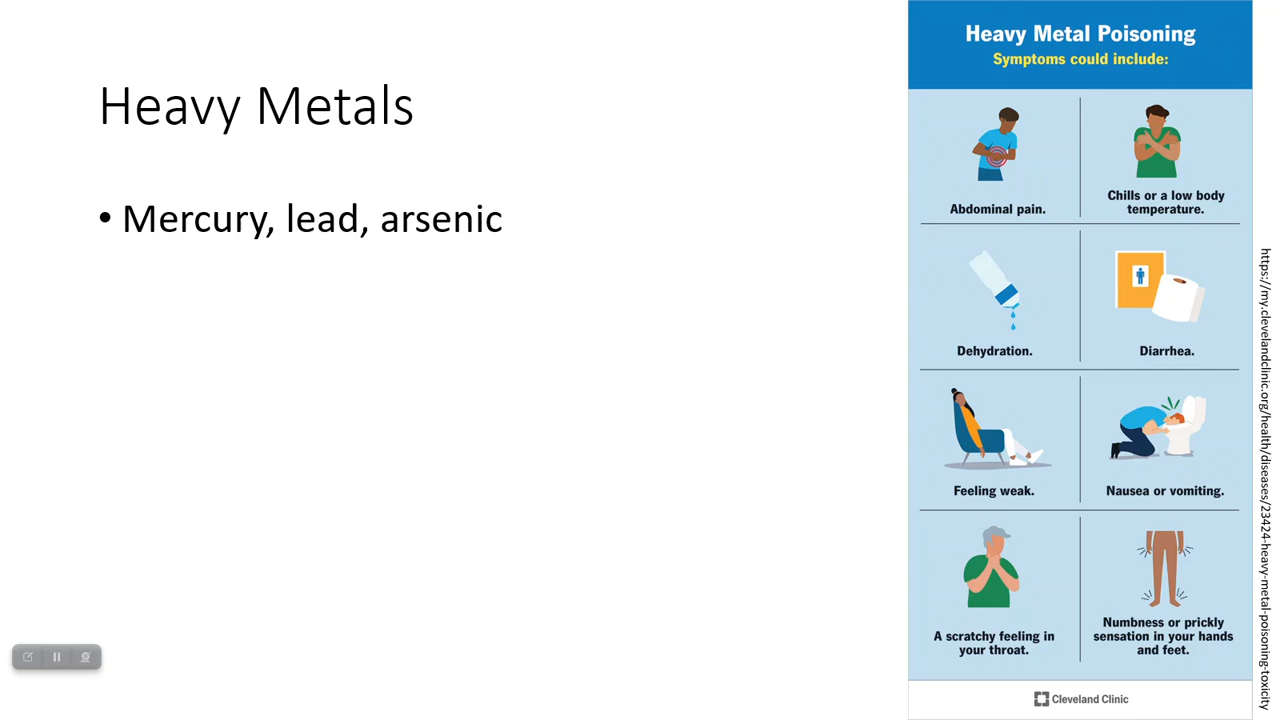 Heavy Metals
• Mercury, lead, arsenic
Heavy Metal Poisoning
Symptoms could include:
Abdominal pain.
Chills or a low body
temperature.
Dehydration.
Diarrhea.
Feeling weak.
Nausea or vomiting.
A scratchy feeling in
your throat.
Numbness or prickly
sensation in your hands
and feet.
Cleveland Clinic
https://my.clevelandclinic.org/health/diseases/23424-heavy-metal-poisoning-toxicity